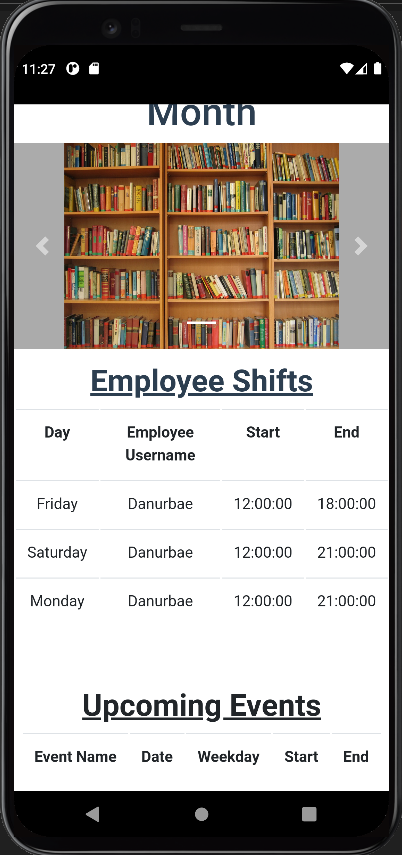 11:27
Month
Employee Shifts
Day Employee Username Start End
Friday Danurbae 12:00:00 18:00:00
Saturday Danurbae 12:00:00 21:00:00
Monday Danurbae 12:00:00 21:00:00
Upcoming Events
Event Name Date Weekday Start End